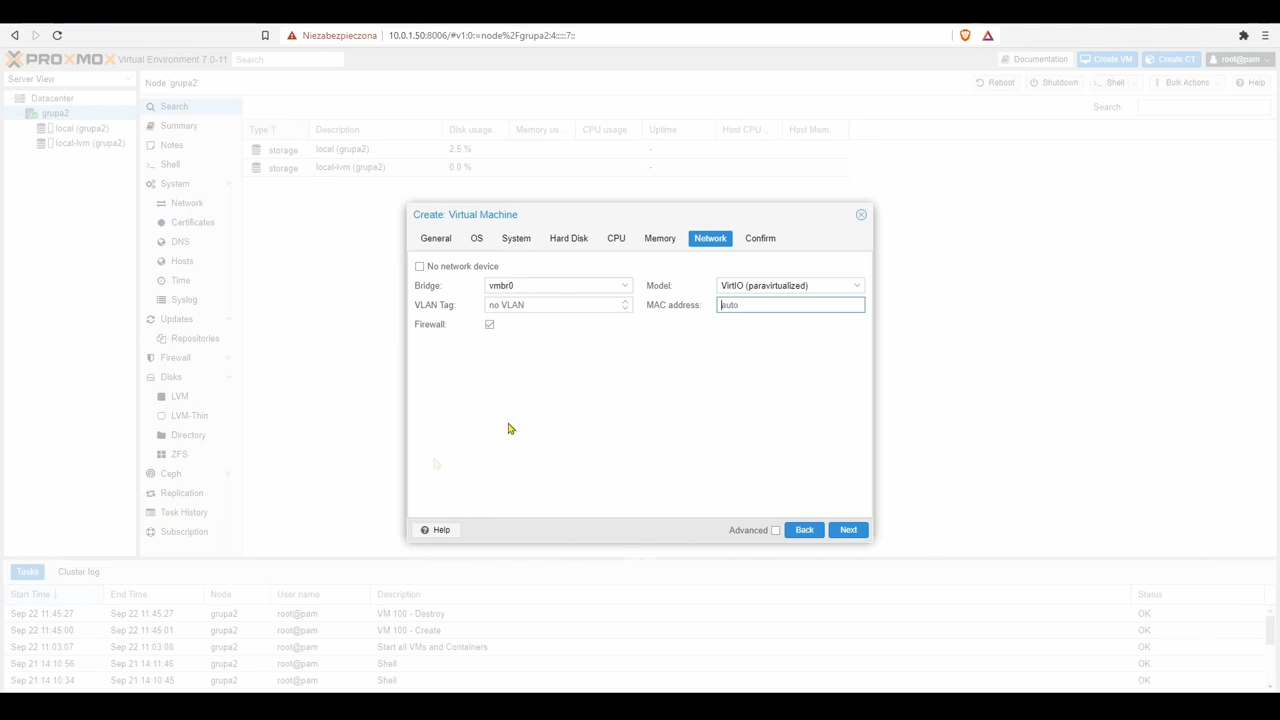 Niezabezpieczona 10.0.1.50:8006/#v1:0:=node%2Fgrupa2:4:::::7::
PROXMOX Virtual Environment 7.0-11 Search Documentation Create VM Create CT root@pam
Server View Node 'grupa2' Reboot Shutdown Shell Bulk Actions Help
Datacenter
grupa2
local (grupa2)
local-lvm (grupa2)
Search
Summary
Notes
Shell
System
Network
Certificates
DNS
Hosts
Time
Syslog
Updates
Repositories
Firewall
Disks
LVM
LVM-Thin
Directory
ZFS
Ceph
Replication
Task History
Subscription
Search:
Type Description Disk usage... Memory us... CPU usage Uptime Host CPU ... Host Mem...
storage local (grupa2) 2.5 % -
storage local-lvm (grupa2) 0.0 % -
Create: Virtual Machine
General OS System Hard Disk CPU Memory Network Confirm
No network device
Bridge: vmbr0 Model: VirtIO (paravirtualized)
VLAN Tag: no VLAN MAC address: auto
Firewall:
Help Advanced Back Next
Tasks Cluster log
Start Time End Time Node User name Description Status
Sep 22 11:45:27 Sep 22 11:45:27 grupa2 root@pam VM 100 - Destroy OK
Sep 22 11:45:00 Sep 22 11:45:01 grupa2 root@pam VM 100 - Create OK
Sep 22 11:03:07 Sep 22 11:03:08 grupa2 root@pam Start all VMs and Containers OK
Sep 21 14:10:56 Sep 21 14:11:46 grupa2 root@pam Shell OK
Sep 21 14:10:34 Sep 21 14:10:45 grupa2 root@pam Shell OK